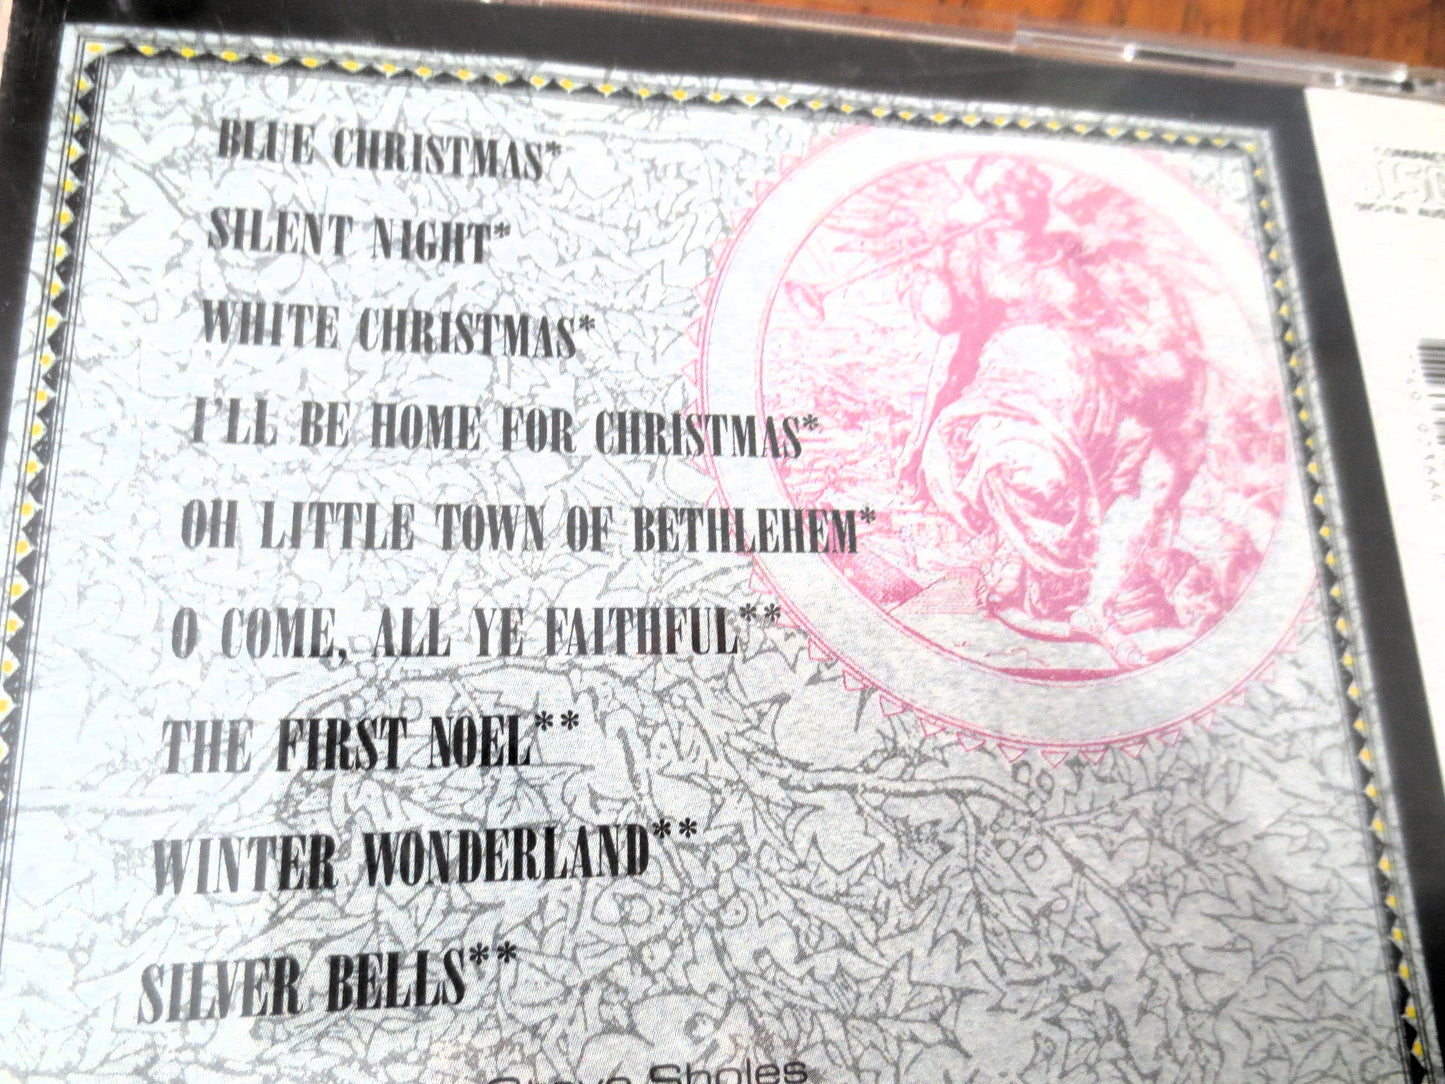 BLUE CHRISTMAS*
SILENT NIGHT*
WHITE CHRISTMAS*
I'LL BE HOME FOR CHRISTMAS*
OH LITTLE TOWN OF BETHLEHEM*
O COME, ALL YE FAITHFUL**
THE FIRST NOEL**
WINTER WONDERLAND**
SILVER BELLS**
Sholes